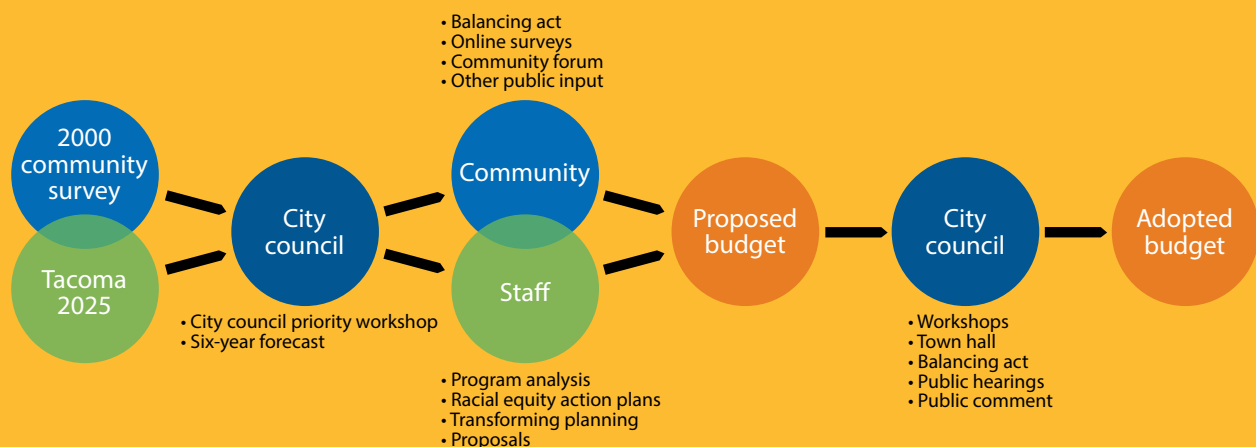 • Balancing act
• Online surveys
• Community forum
• Other public input
2000
community
survey
Tacoma
2025
City
council
• City council priority workshop
• Six-year forecast
Community
Staff
• Program analysis
• Racial equity action plans
• Transforming planning
• Proposals
Proposed
budget
City
council
• Workshops
• Town hall
• Balancing act
• Public hearings
• Public comment
Adopted
budget